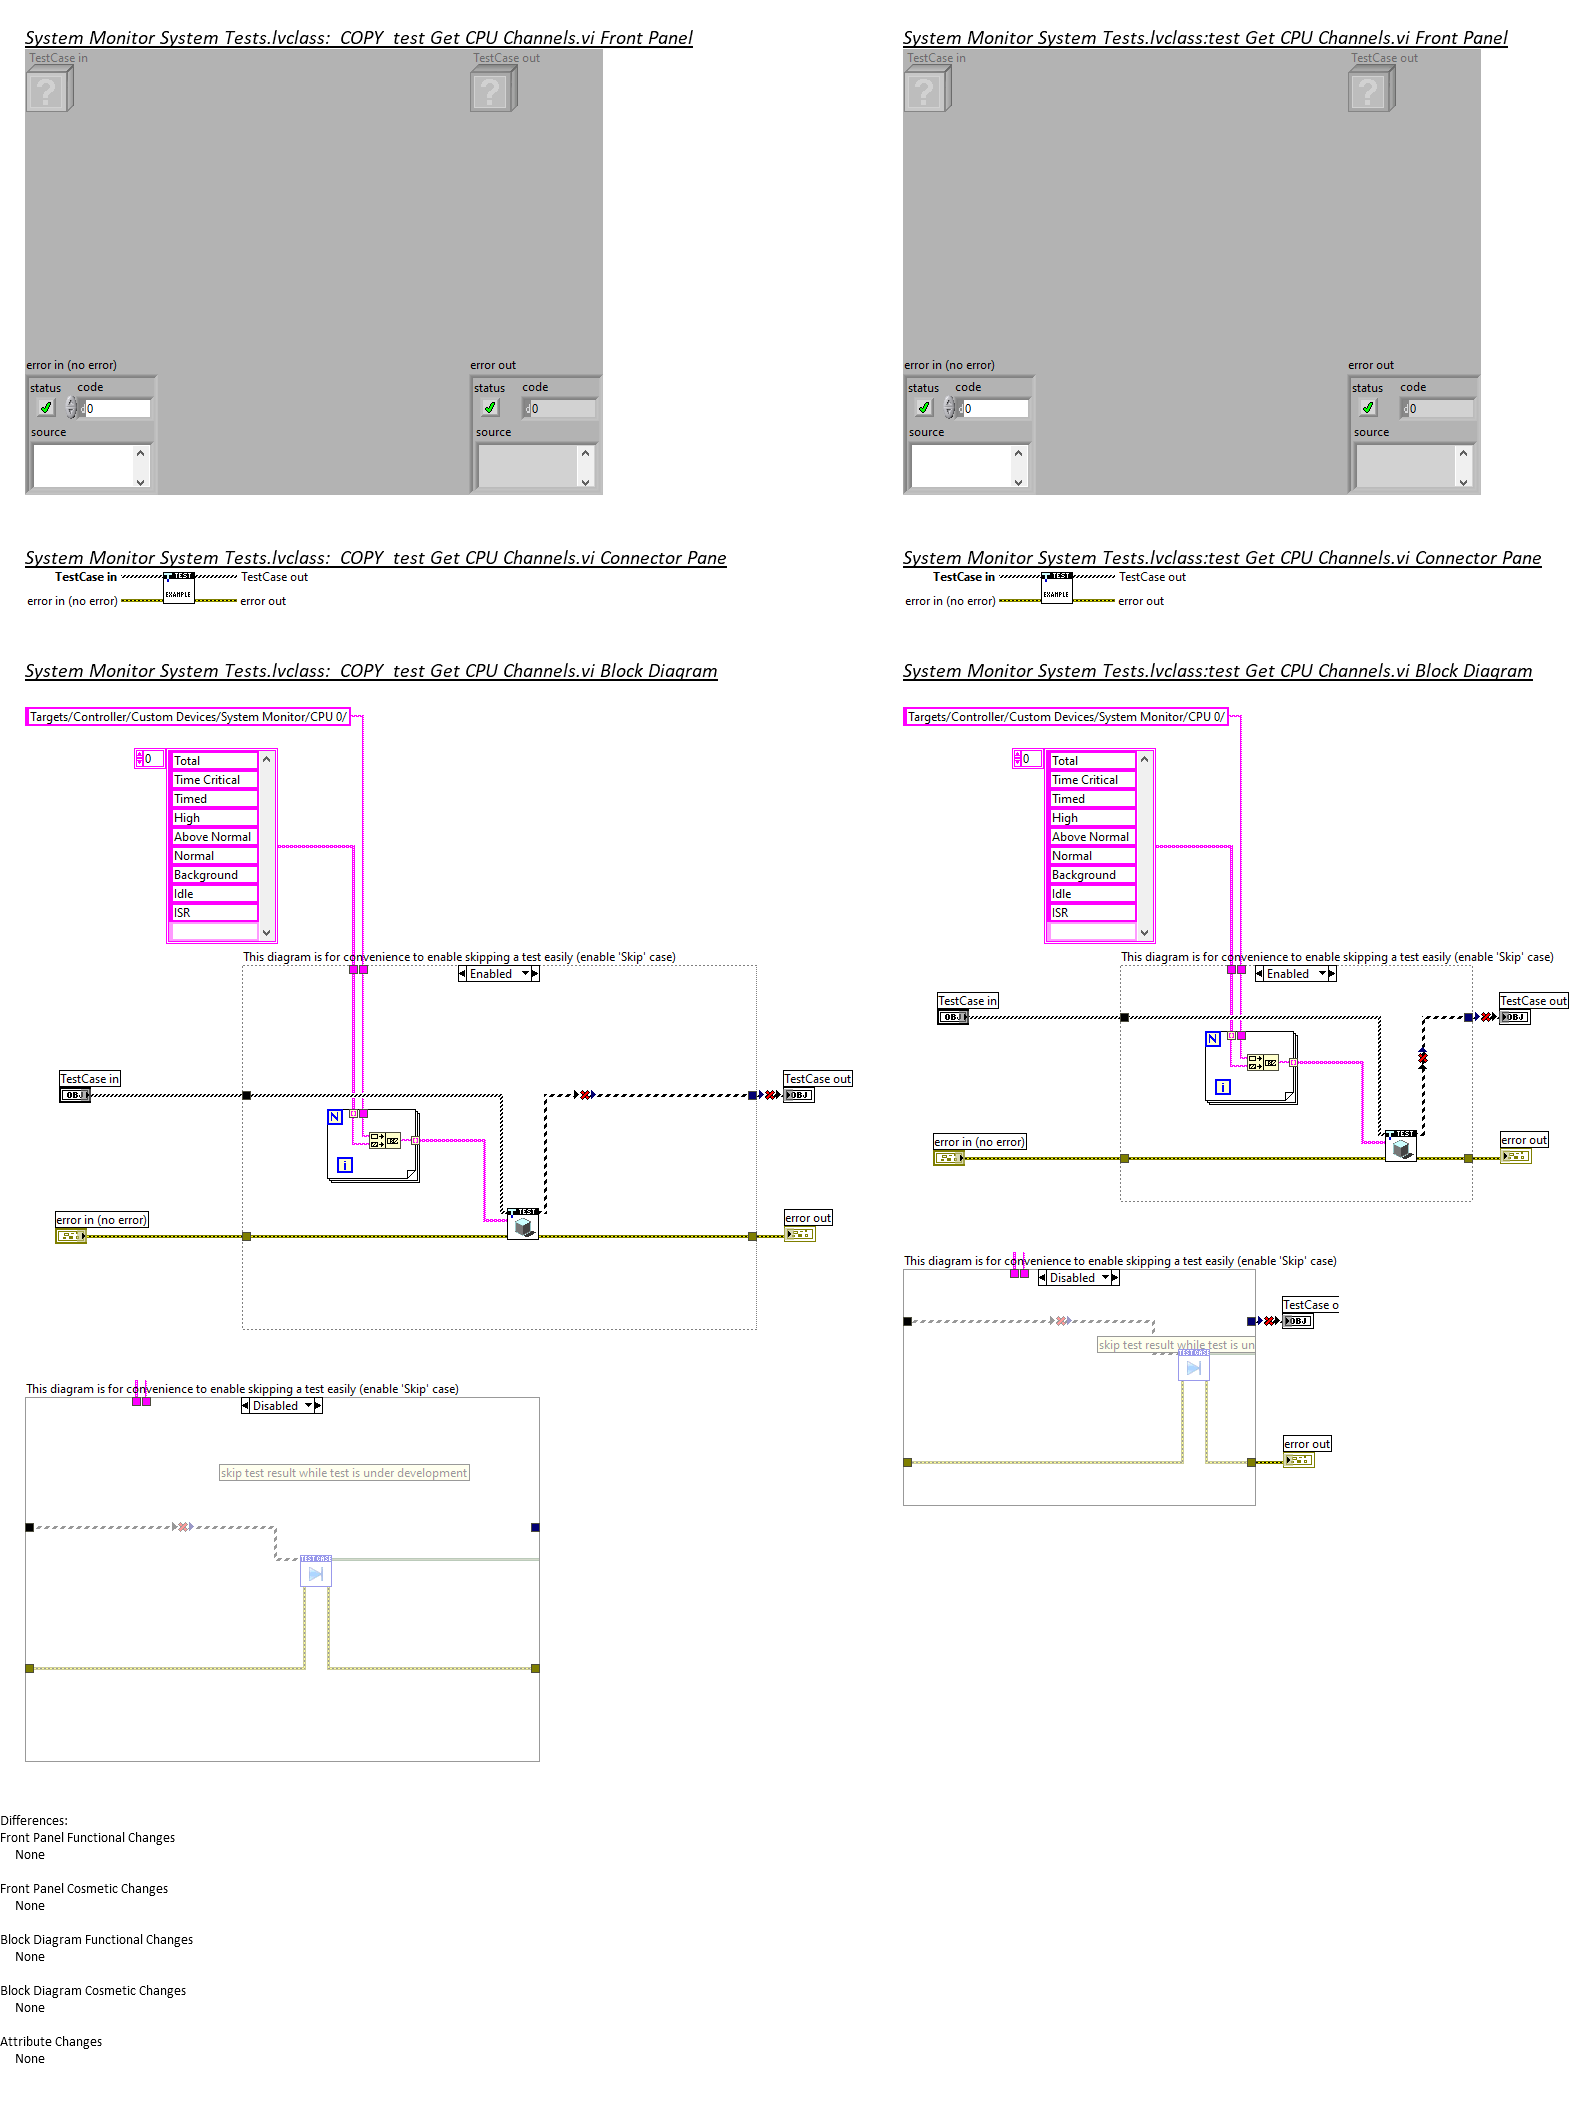 System Monitor System Tests.lvclass:  COPY  test Get CPU Channels.vi Front Panel
TestCase in
TestCase out
?
?
error in (no error)
error out
status
code
status
code
0
0
source
source
System Monitor System Tests.lvclass:test Get CPU Channels.vi Front Panel
TestCase in
TestCase out
?
?
error in (no error)
error out
status
code
status
code
0
0
source
source
System Monitor System Tests.lvclass:  COPY  test Get CPU Channels.vi Connector Pane
TestCase in
TEST
TestCase out
error in (no error)
EXAMPLE
error out
System Monitor System Tests.lvclass:test Get CPU Channels.vi Connector Pane
TestCase in
TEST
TestCase out
error in (no error)
EXAMPLE
error out
System Monitor System Tests.lvclass:  COPY  test Get CPU Channels.vi Block Diagram
Targets/Controller/Custom Devices/System Monitor/CPU 0/
0
Total
Time Critical
Timed
High
Above Normal
Normal
Background
Idle
ISR
This diagram is for convenience to enable skipping a test easily (enable 'Skip' case)
Enabled
TestCase in
OBJ
TestCase out
OBJ
N
i
TEST
error in (no error)
error out
This diagram is for convenience to enable skipping a test easily (enable 'Skip' case)
Disabled
skip test result while test is under development
TEST CASE
System Monitor System Tests.lvclass:test Get CPU Channels.vi Block Diagram
Targets/Controller/Custom Devices/System Monitor/CPU 0/
0
Total
Time Critical
Timed
High
Above Normal
Normal
Background
Idle
ISR
This diagram is for convenience to enable skipping a test easily (enable 'Skip' case)
Enabled
TestCase in
OBJ
TestCase out
OBJ
N
i
TEST
error in (no error)
error out
This diagram is for convenience to enable skipping a test easily (enable 'Skip' case)
Disabled
TestCase o
OBJ
skip test result while test is un
TEST CASE
error out
Differences:
Front Panel Functional Changes
None
Front Panel Cosmetic Changes
None
Block Diagram Functional Changes
None
Block Diagram Cosmetic Changes
None
Attribute Changes
None